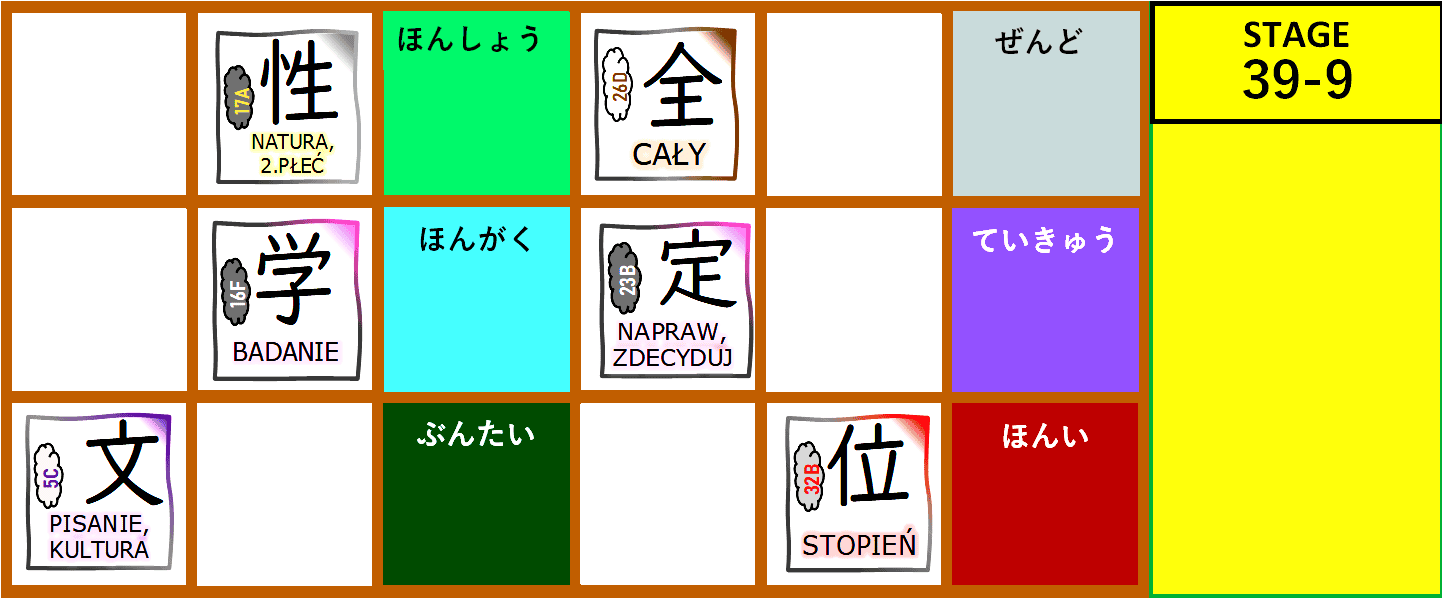 性
17A
NATURA,
2.PŁEĆ
ほんしょう
全
26D
CAŁY
ぜんど
STAGE
39-9
学
16F
BADANIE
ほんがく
定
23B
NAPRAW,
ZDECYDUJ
ていきゅう
文
5C
PISANIE,
KULTURA
ぶんたい
位
32B
STOPIEŃ
ほんい